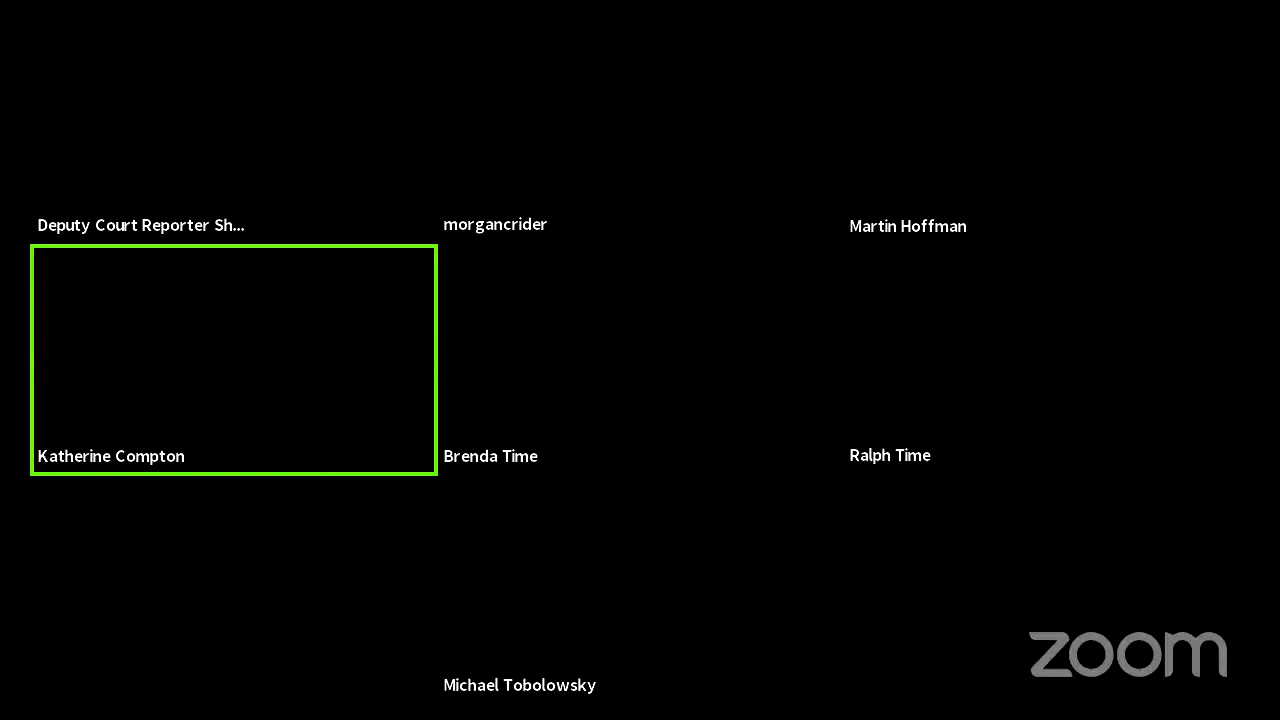 Deputy Court Reporter Sh...
morgancrider
Martin Hoffman
Katherine Compton
Brenda Time
Ralph Time
Michael Tobolowsky
zoom